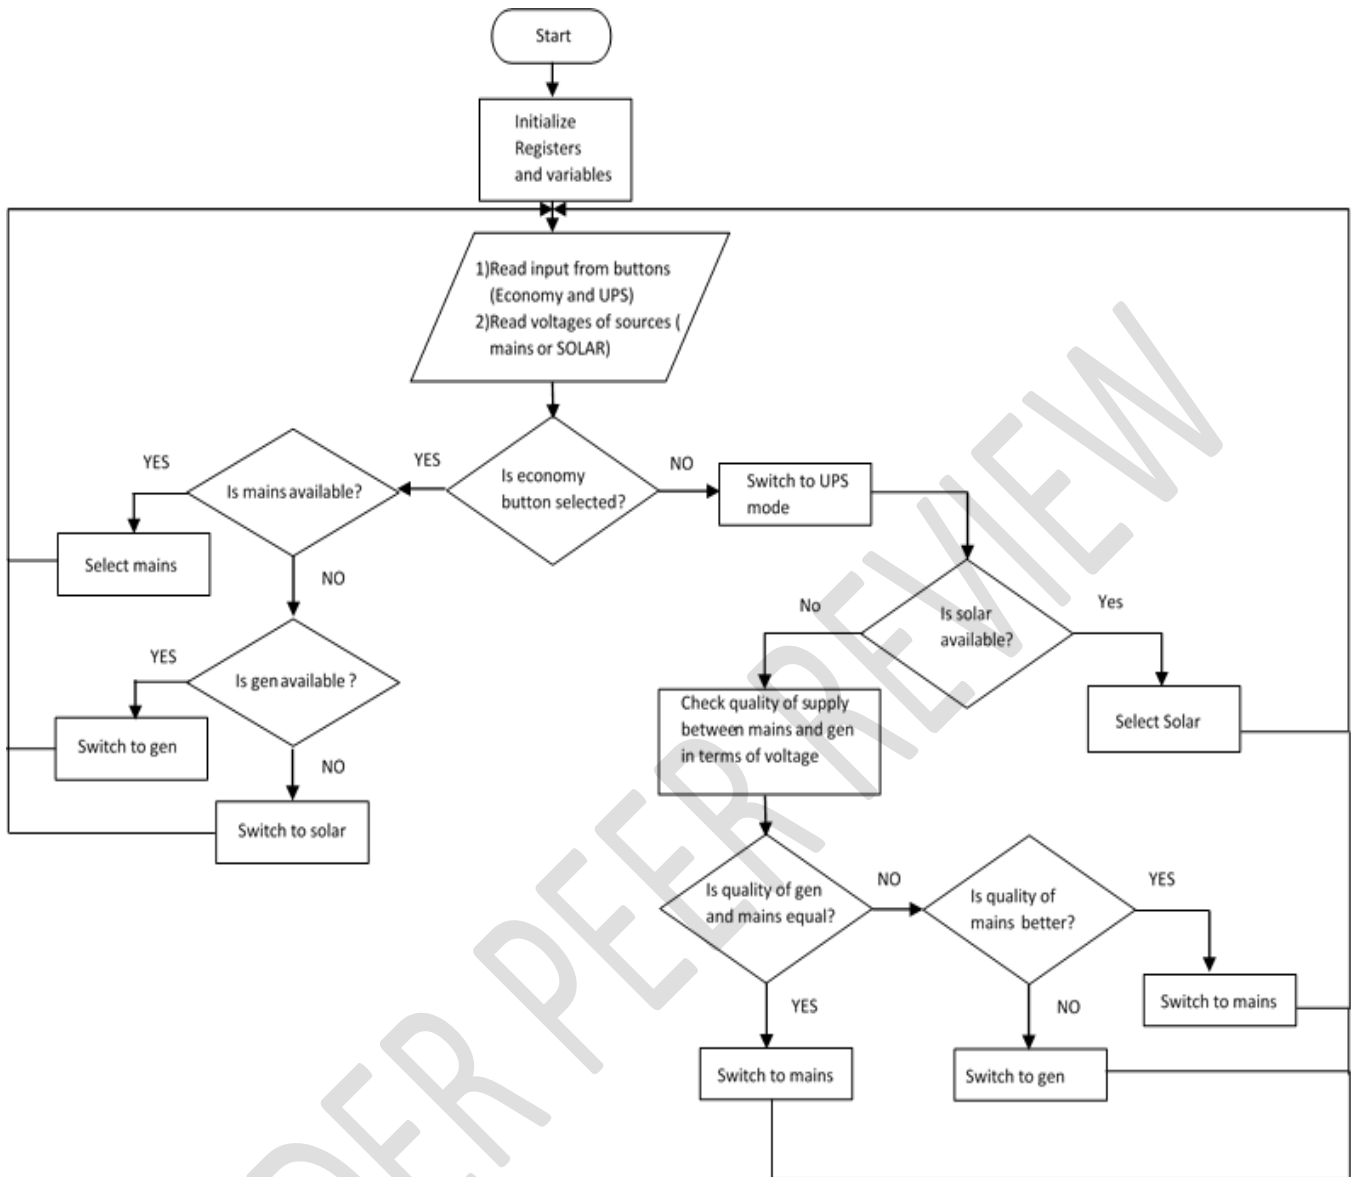 Start
Initialize
Registers
and variables
1)Read input from buttons
(Economy and UPS)
2)Read voltages of sources (
mains or SOLAR)
Is economy
button selected?
YES
NO
Is mains available?
YES
NO
Select mains
Is gen available ?
YES
NO
Switch to gen
Switch to solar
Switch to UPS
mode
Is solar
available?
No
Yes
Select Solar
Check quality of supply
between mains and gen
in terms of voltage
Is quality of gen
and mains equal?
NO
YES
Is quality of
mains better?
YES
NO
Switch to mains
Switch to mains
Switch to gen
DER PEER REVIEW